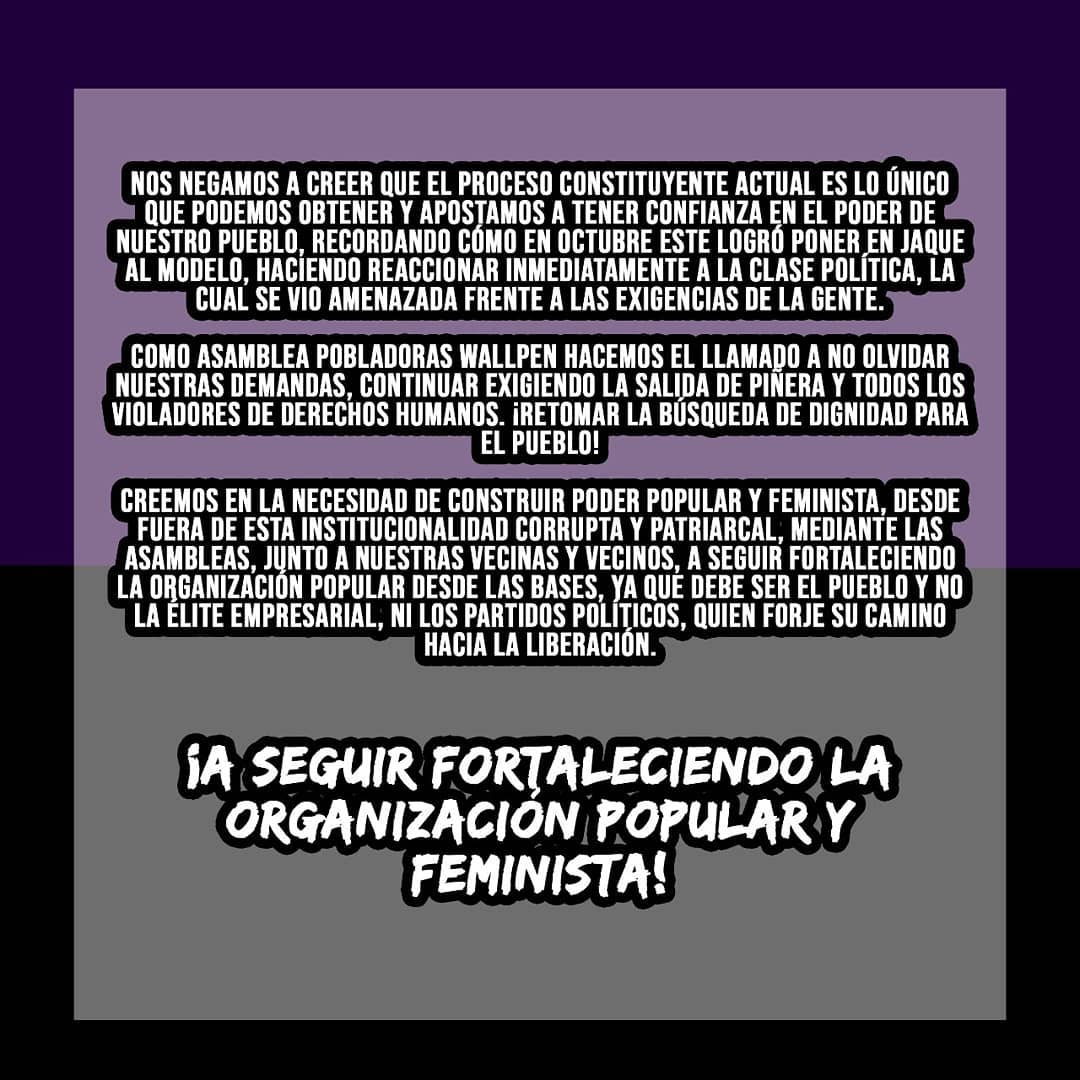 NOS NEGAMOS A CREER QUE EL PROCESO CONSTITUYENTE ACTUAL ES LO ÚNICO
QUE PODEMOS OBTENER Y APOSTAMOS A TENER CONFIANZA EN EL PODER DE
NUESTRO PUEBLO, RECORDANDO CÓMO EN OCTUBRE ESTE LOGRÓ PONER EN JAQUE
AL MODELO, HACIENDO REACCIONAR INMEDIATAMENTE A LA CLASE POLÍTICA, LA
CUAL SE VIO AMENAZADA FRENTE A LAS EXIGENCIAS DE LA GENTE.
COMO ASAMBLEA POBLADORAS WALLPEN HACEMOS EL LLAMADO A NO OLVIDAR
NUESTRAS DEMANDAS, CONTINUAR EXIGIENDO LA SALIDA DE PIÑERA Y TODOS LOS
VIOLADORES DE DERECHOS HUMANOS. ¡RETOMAR LA BÚSQUEDA DE DIGNIDAD PARA
EL PUEBLO!
CREEMOS EN LA NECESIDAD DE CONSTRUIR PODER POPULAR Y FEMINISTA, DESDE
FUERA DE ESTA INSTITUCIONALIDAD CORRUPTA Y PATRIARCAL, MEDIANTE LAS
ASAMBLEAS, JUNTO A NUESTRAS VECINAS Y VECINOS, A SEGUIR FORTALECIENDO
LA ORGANIZACIÓN POPULAR DESDE LAS BASES, YA QUE DEBE SER EL PUEBLO Y NO
LA ÉLITE EMPRESARIAL, NI LOS PARTIDOS POLÍTICOS, QUIEN FORJE SU CAMINO
HACIA LA LIBERACIÓN.
¡A SEGUIR FORTALECIENDO LA
ORGANIZACIÓN POPULAR Y
FEMINISTA!